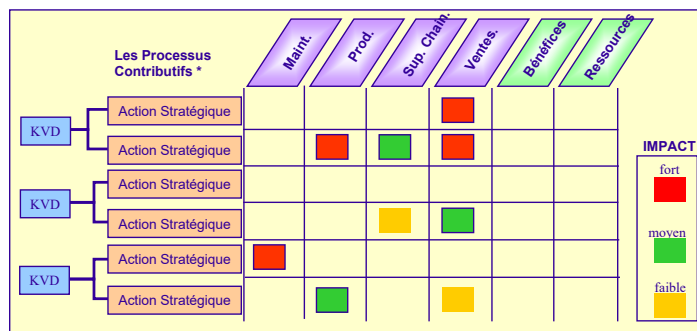 Les Processus
Contributifs *
Maint.
Prod.
Sup. Chain.
Ventes.
Bénéfices
Ressources
KVD
Action Stratégique
Action Stratégique
KVD
Action Stratégique
Action Stratégique
KVD
Action Stratégique
Action Stratégique
IMPACT
fort
moyen
faible